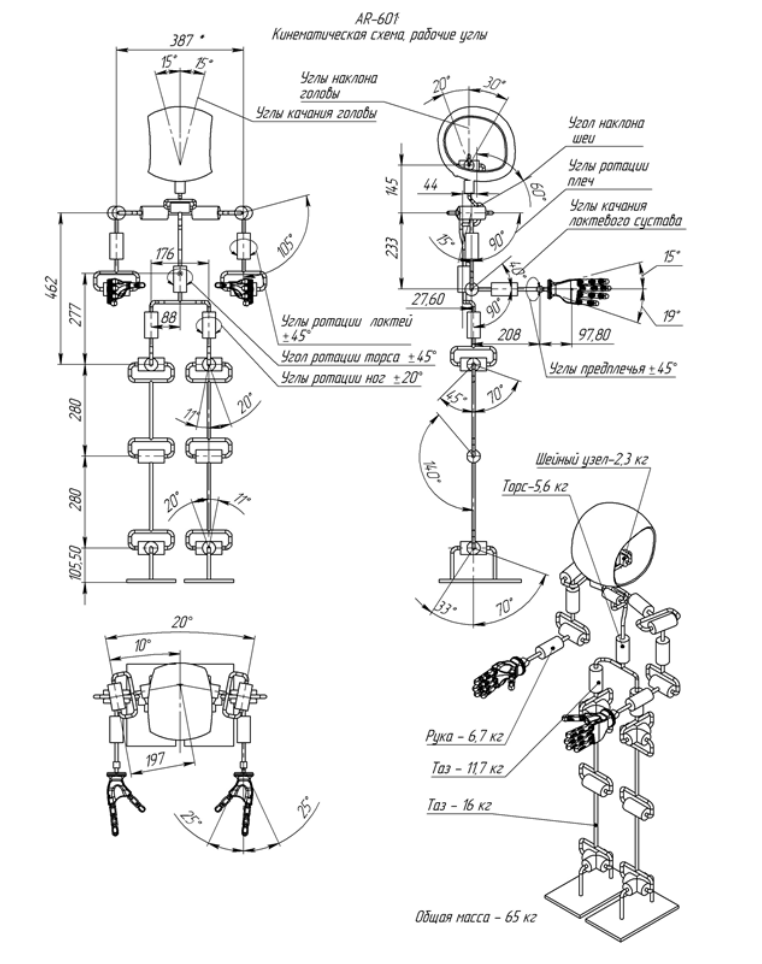 АR-601
Кинематическая схема, рабочие углы
387 *
15°
15°
Углы наклона
головы
Углы качания головы
20°
30°
Угол наклона
шеи
Углы ротации
плеч
Углы качания
локтевого сустава
145
44
60°
233
15°
90°
105°
462
277
176
88
27,60
40°
90°
208
97,80
15°
19°
Углы ротации локтей
±45°
Угол ротации торса ±45°
Углы ротации ног ±20°
Углы предплечья ±45°
280
280
105,50
11°
20°
20°
11°
45°
70°
140°
33°
70°
Шейный узел-2,3 кг
Торс-5,6 кг
20°
10°
197
25°
25°
Рука - 6,7 кг
Таз - 11,7 кг
Таз - 16 кг
Общая масса - 65 кг